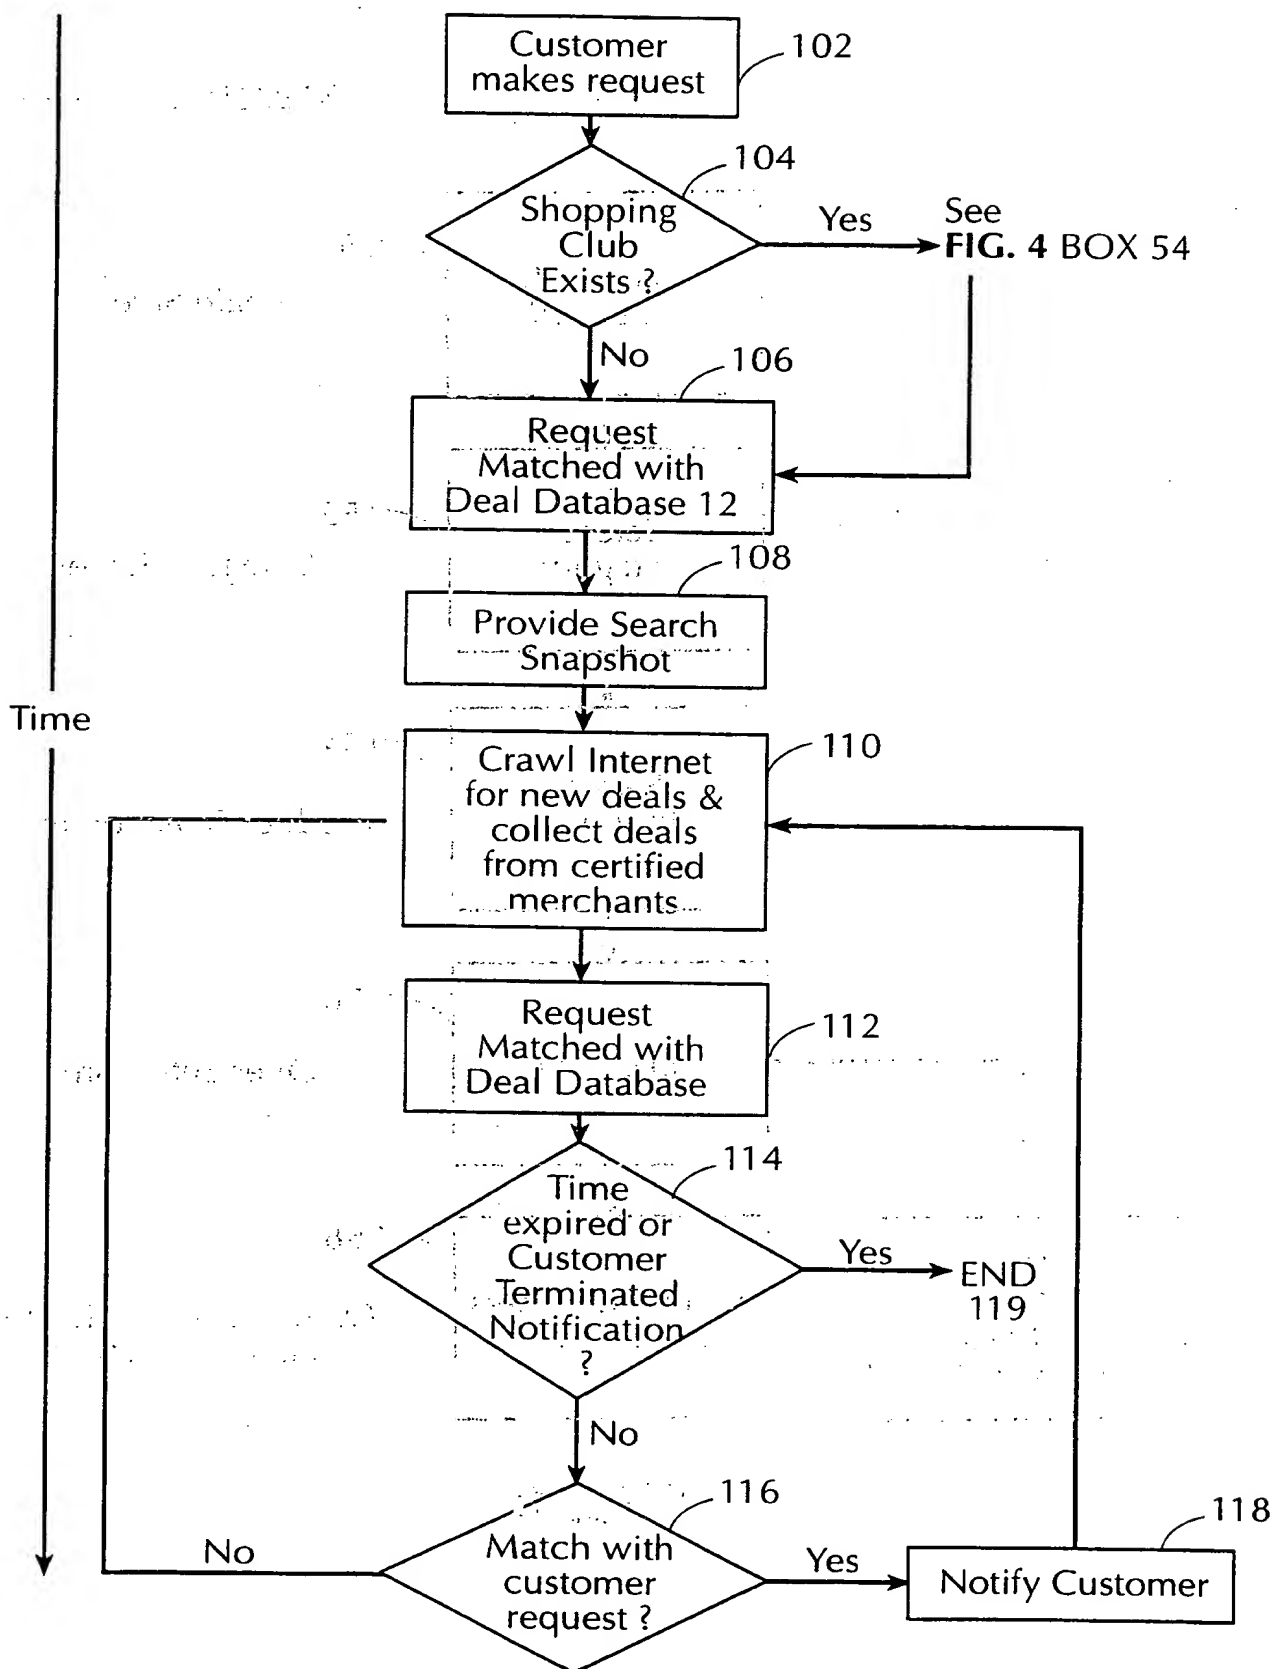 Customer
makes request
102
104
Shopping
Club
Exists ?
Yes
See
FIG. 4 BOX 54
No
106
Request
Matched with
Deal Database 12
108
Provide Search
Snapshot
Time
110
Crawl Internet
for new deals &
collect deals
from certified
merchants
Request
Matched with
Deal Database
112
114
Time
expired or
Customer
Terminated
Notification
?
Yes
END
119
No
116
Match with
customer
request ?
No
Yes
118
Notify Customer